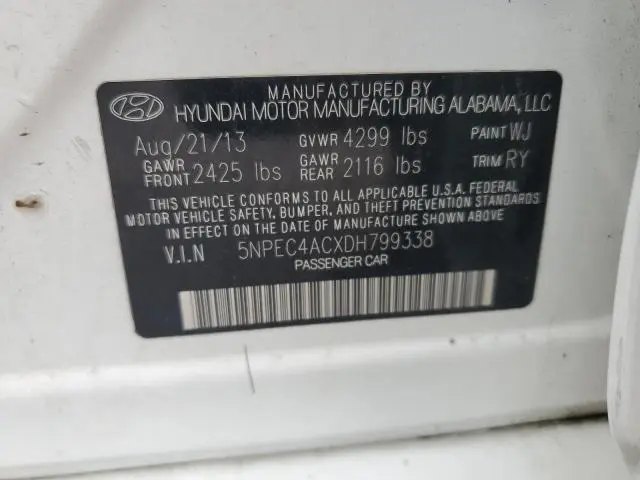 MANUFACTURED BY
HYUNDAI MOTOR MANUFACTURING ALABAMA, LLC
Aug/21/13 GVWR 4299 lbs PAINT WJ
GAWR FRONT 2425 lbs GAWR REAR 2116 lbs TRIM RY
THIS VEHICLE CONFORMS TO ALL APPLICABLE U.S.A. FEDERAL
MOTOR VEHICLE SAFETY, BUMPER, AND THEFT PREVENTION STANDARDS
IN EFFECT ON THE DATE OF MANUFACTURE SHOWN ABOVE
V.I.N 5NPEC4ACXDH799338
PASSENGER CAR